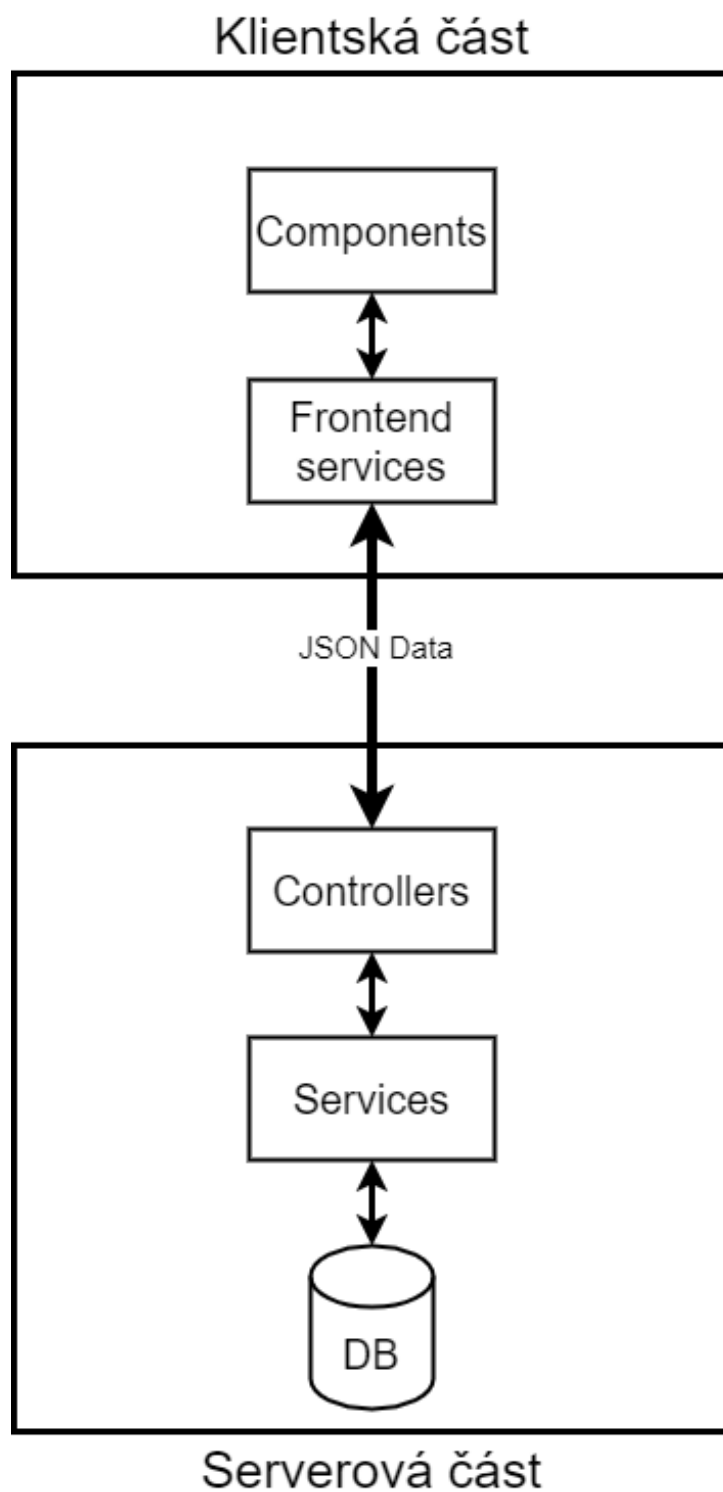 Klientská část
Components
Frontend
services
JSON Data
Controllers
Services
DB
Serverová část